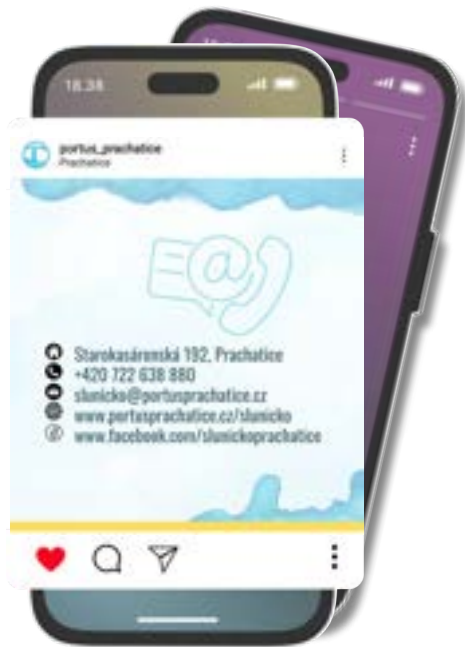 18.38
portus_prachatice
Prachatice
Starokasárenská 192, Prachatice
+420 722 638 880
slunicko@portusprachatice.cz
www.portusprachatice.cz/slunicko
www.facebook.com/slunickoprachatice